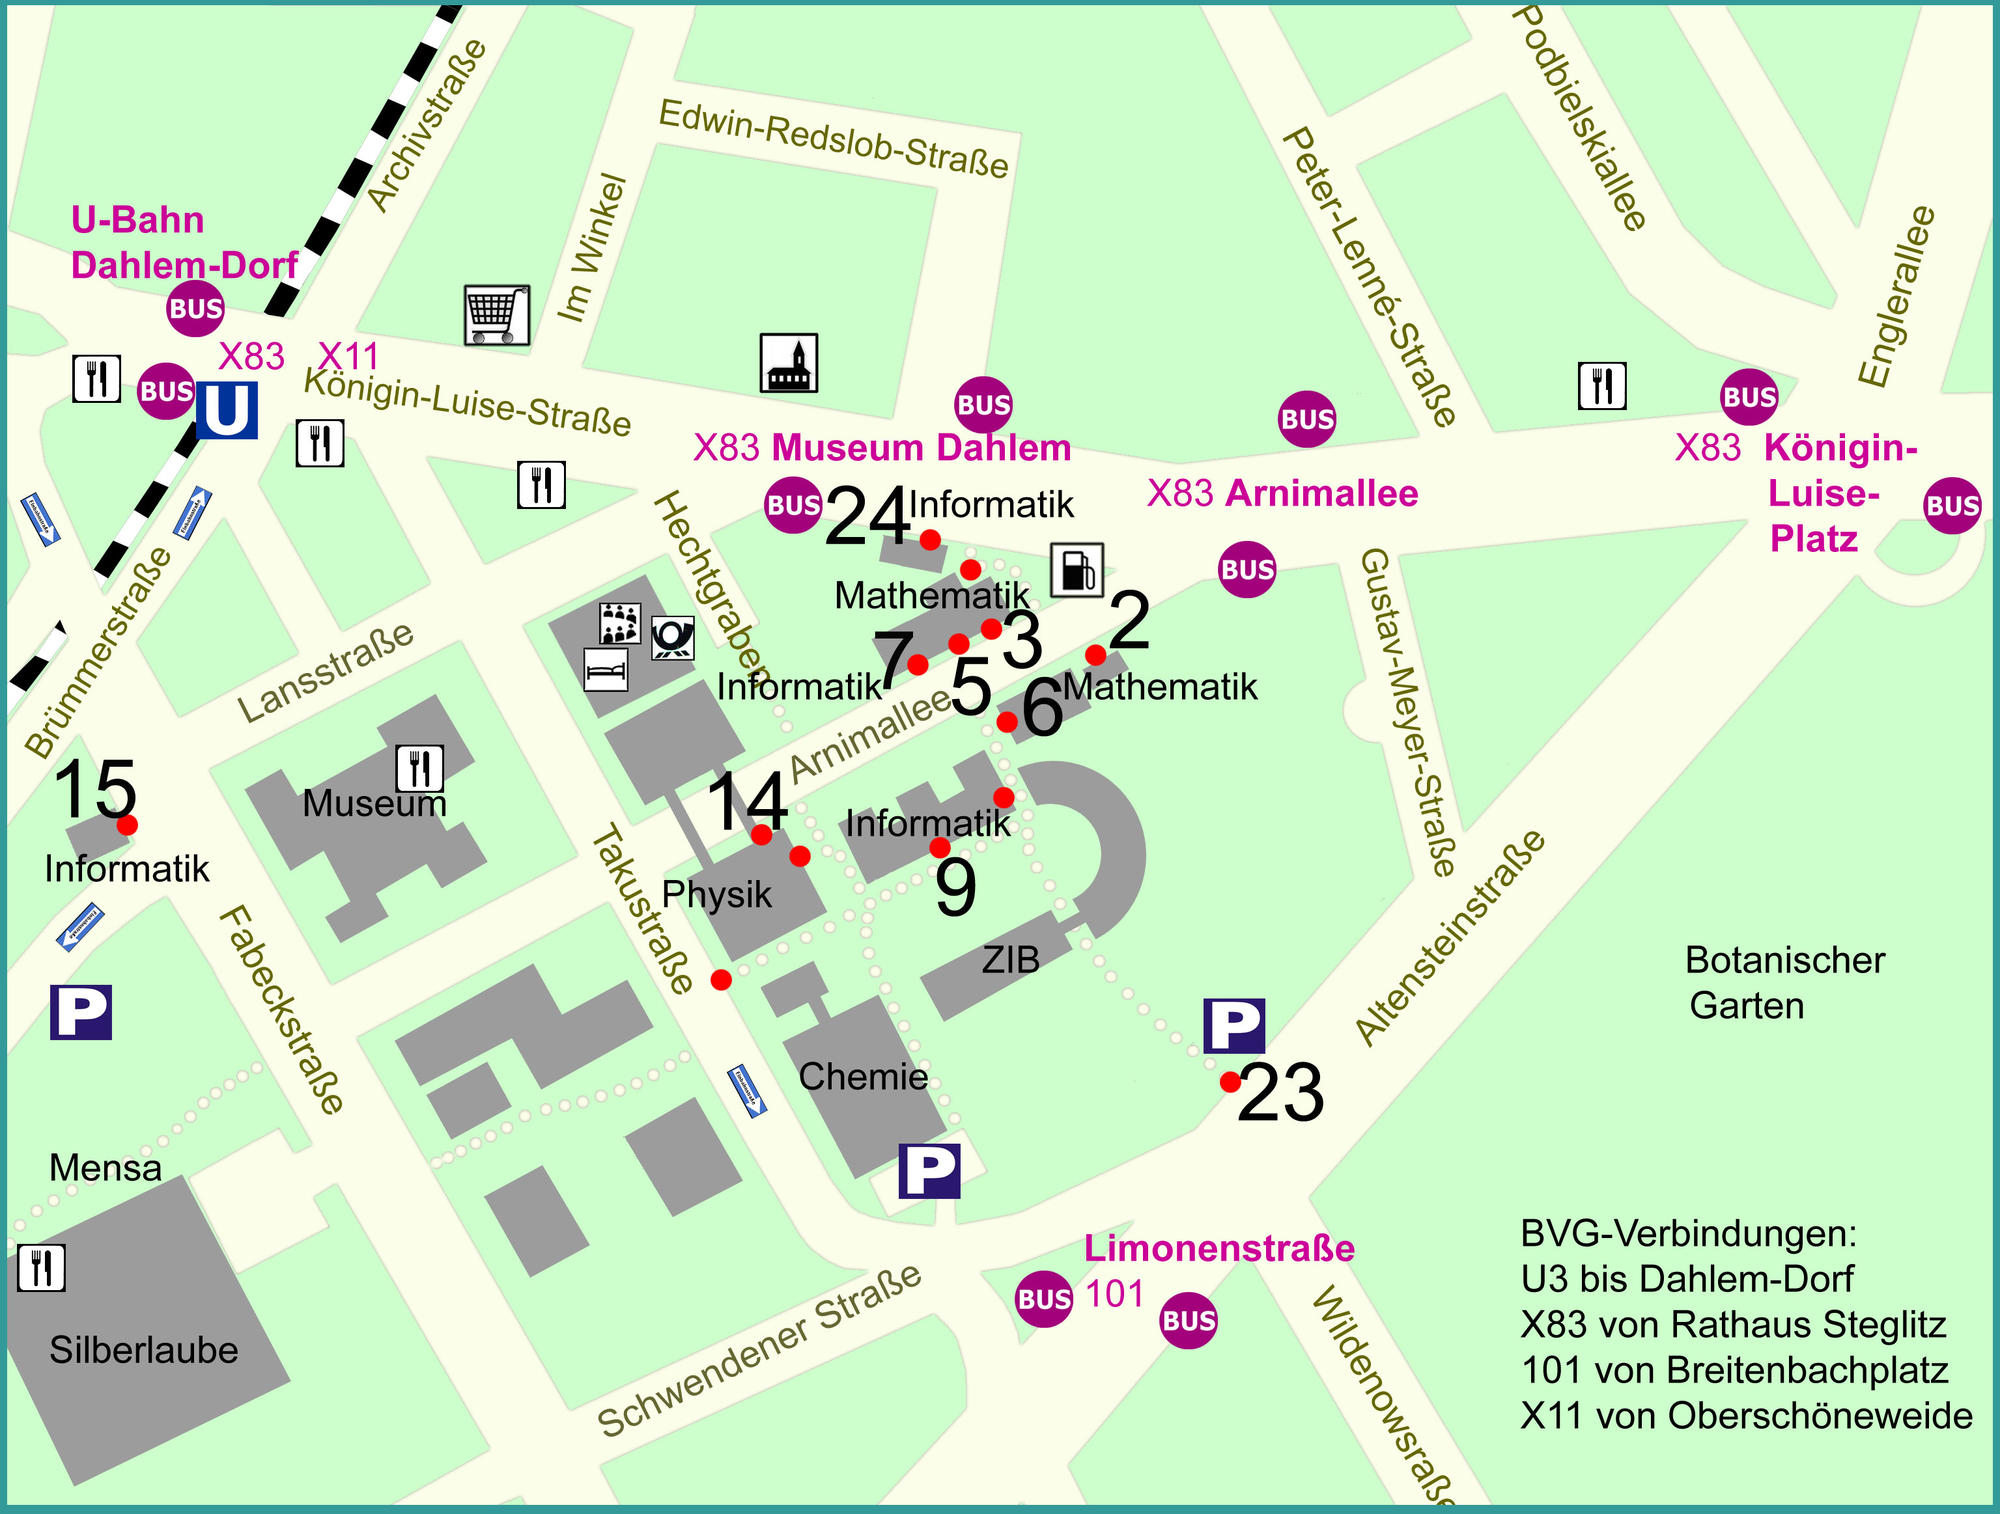 Archivstraße
Podbielskiallee
Edwin-Redslob-Straße
Peter-Lenné-Straße
Im Winkel
Englerallee
U-Bahn
Dahlem-Dorf
BUS
X83 X11
BUS
U
Königin-Luise-Straße
BUS
X83 Museum Dahlem
BUS
BUS
X83 Arnimallee
BUS
BUS
X83 Königin-
Luise-
Platz
BUS
Einbahnstraße
Einbahnstraße
Hechtgraben
24
Informatik
Mathematik
2
3
7
5
6
Informatik
Mathematik
Gustav-Meyer-Straße
Brümmerstraße
Lansstraße
Arnimallee
15
Informatik
Museum
14
Informatik
9
Physik
Takustraße
ZIB
Altensteinstraße
Botanischer
Garten
Einbahnstraße
P
Fabeckstraße
P
23
Einbahnstraße
Chemie
P
Mensa
Silberlaube
Limonenstraße
BUS
101
BUS
Schwendener Straße
Wildenowsraße
BVG-Verbindungen:
U3 bis Dahlem-Dorf
X83 von Rathaus Steglitz
101 von Breitenbachplatz
X11 von Oberschöneweide